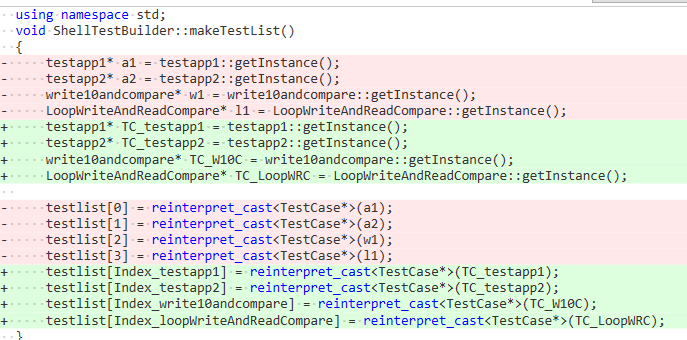 using namespace std;
void ShellTestBuilder::makeTestList()
{
-     testapp1* a1 = testapp1::getInstance();
-     testapp2* a2 = testapp2::getInstance();
-     write10andcompare* w1 = write10andcompare::getInstance();
-     LoopWriteAndReadCompare* l1 = LoopWriteAndReadCompare::getInstance();
+     testapp1* TC_testapp1 = testapp1::getInstance();
+     testapp2* TC_testapp2 = testapp2::getInstance();
+     write10andcompare* TC_W10C = write10andcompare::getInstance();
+     LoopWriteAndReadCompare* TC_LoopWRC = LoopWriteAndReadCompare::getInstance();
-     testlist[0] = reinterpret_cast<TestCase*>(a1);
-     testlist[1] = reinterpret_cast<TestCase*>(a2);
-     testlist[2] = reinterpret_cast<TestCase*>(w1);
-     testlist[3] = reinterpret_cast<TestCase*>(l1);
+     testlist[Index_testapp1] = reinterpret_cast<TestCase*>(TC_testapp1);
+     testlist[Index_testapp2] = reinterpret_cast<TestCase*>(TC_testapp2);
+     testlist[Index_write10andcompare] = reinterpret_cast<TestCase*>(TC_W10C);
+     testlist[Index_loopWriteAndReadCompare] = reinterpret_cast<TestCase*>(TC_LoopWRC);
}